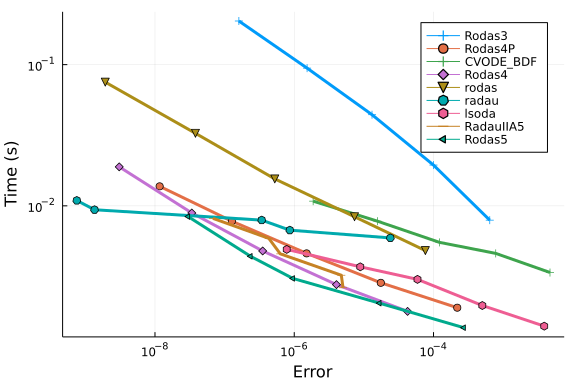 Time (s)
10⁻¹
10⁻²
Rodas3
Rodas4P
CVODE_BDF
Rodas4
rodas
radau
lsoda
RadauIIA5
Rodas5
10⁻⁸ 10⁻⁶ 10⁻⁴
Error